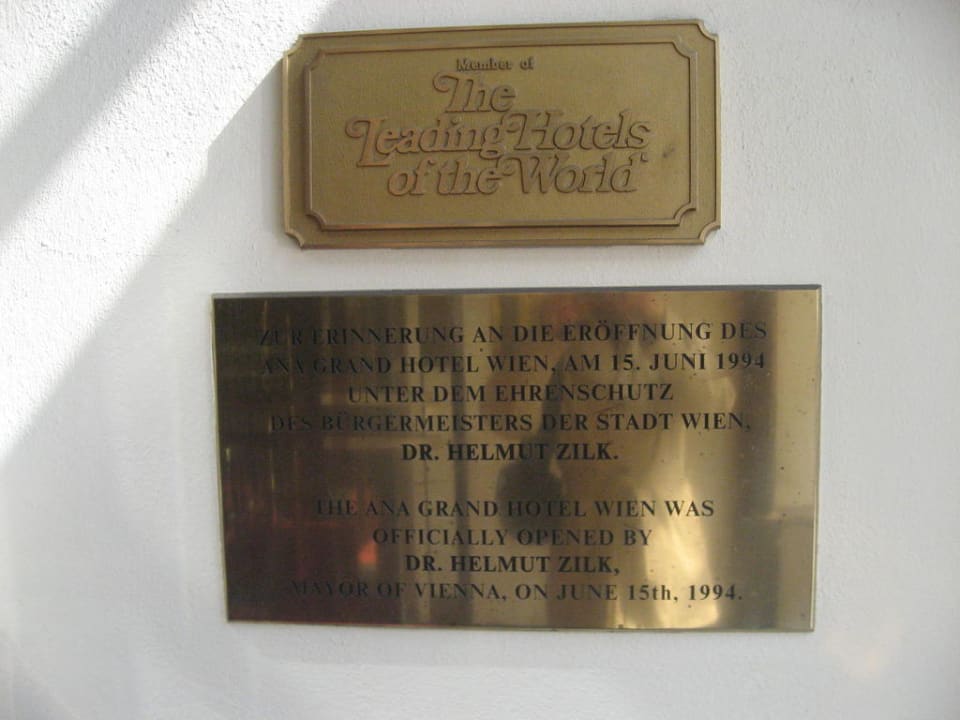 Member of
The
Leading Hotels
of the World
ZUR ERINNERUNG AN DIE ERÖFFNUNG DES
ANA GRAND HOTEL WIEN, AM 15. JUNI 1994
UNTER DEM EHRENSCHUTZ
DES BÜRGERMEISTERS DER STADT WIEN,
DR. HELMUT ZILK.
THE ANA GRAND HOTEL WIEN WAS
OFFICIALLY OPENED BY
DR. HELMUT ZILK,
MAYOR OF VIENNA, ON JUNE 15th, 1994.